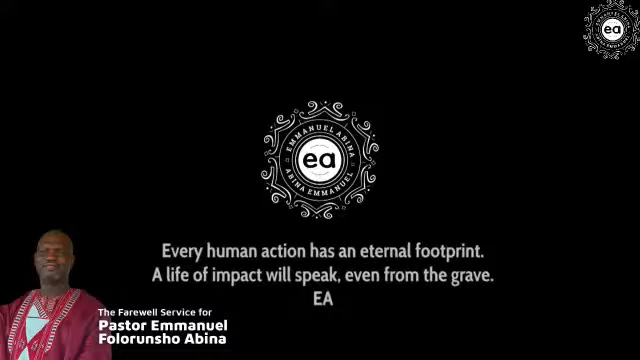 ea
EMMANUEL ABINA
ea
ABINA EMMANUEL
Every human action has an eternal footprint.
A life of impact will speak, even from the grave.
EA
The Farewell Service for
Pastor Emmanuel
Folorunsho Abina